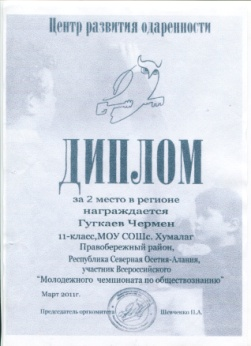 Центр развития одаренности
ДИПЛОМ
за 2 место в регионе
награждается
Гуткаев Чермен
11-класс, МОУ СОШс. Хумалаг
Правобережный район,
Республика Северная Осетия-Алания,
участник Всероссийского
"Молодежного чемпионата по обществознанию"
Март 2011г.
Председатель оргкомитета Шевченко П.А.